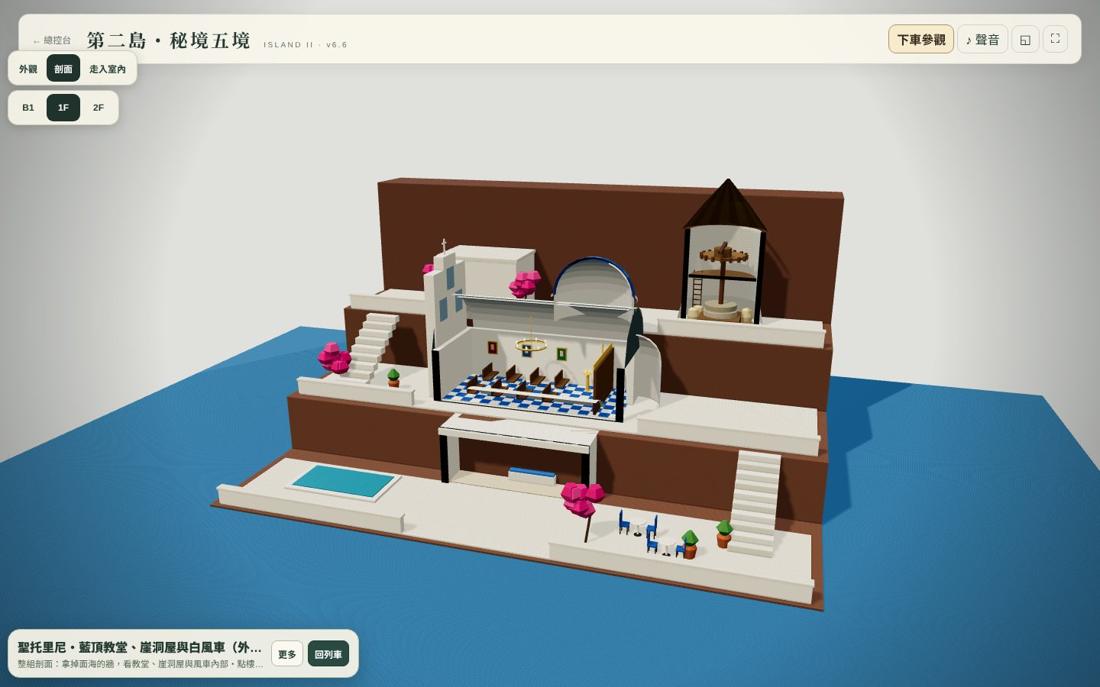 ← 總控台 第二島・秘境五境 ISLAND II · v6.6 下車參觀 ♪ 聲音
外觀 剖面 走入室內
B1 1F 2F
聖托里尼・藍頂教堂、崖洞屋與白風車（外... 更多 回列車
整組剖面：拿掉面海的牆，看教堂、崖洞屋與風車內部・點樓...